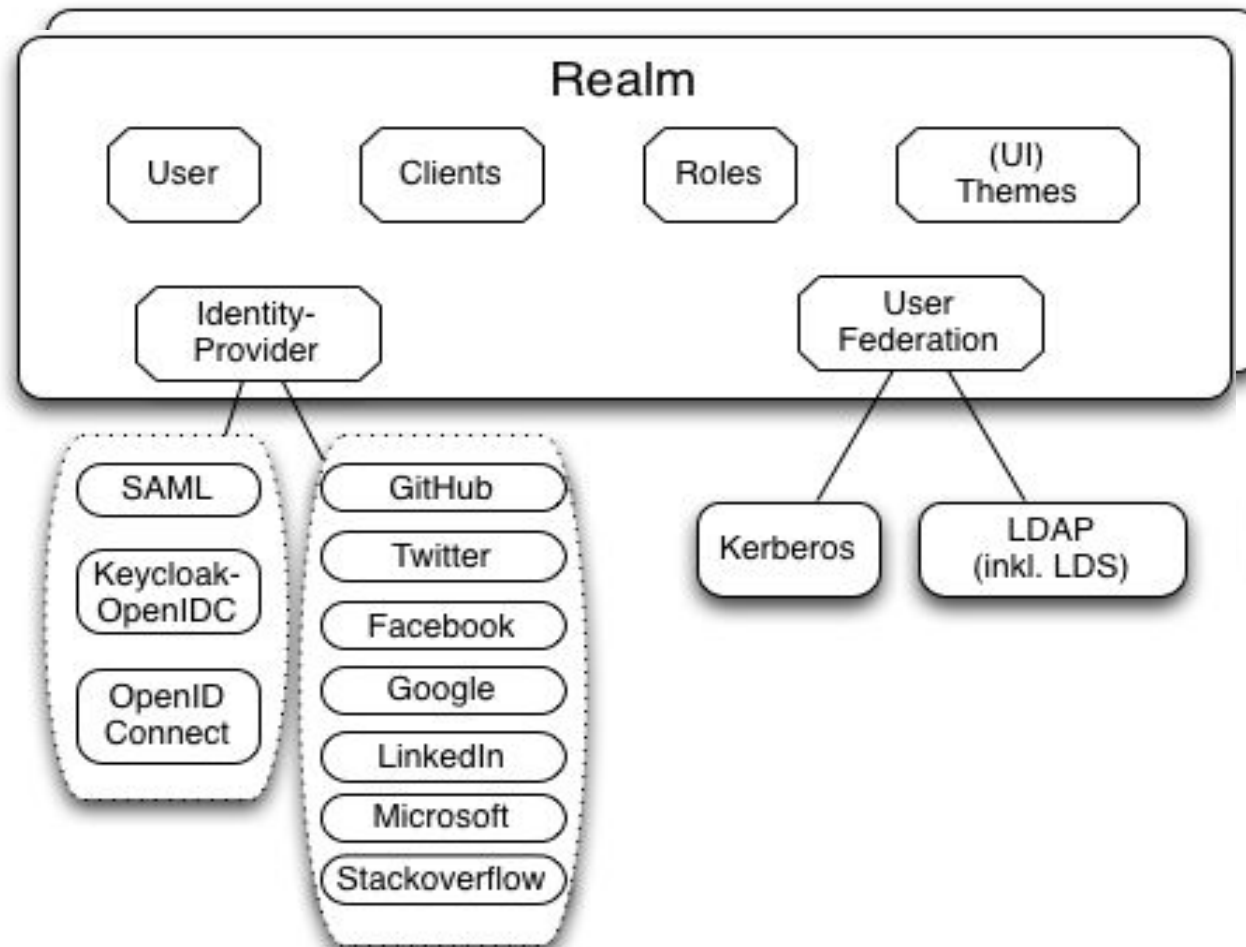 Realm
User
Clients
Roles
(UI)
Themes
Identity-
Provider
User
Federation
SAML
Keycloak-
OpenIDC
OpenID
Connect
GitHub
Twitter
Facebook
Google
LinkedIn
Microsoft
Stackoverflow
Kerberos
LDAP
(inkl. LDS)